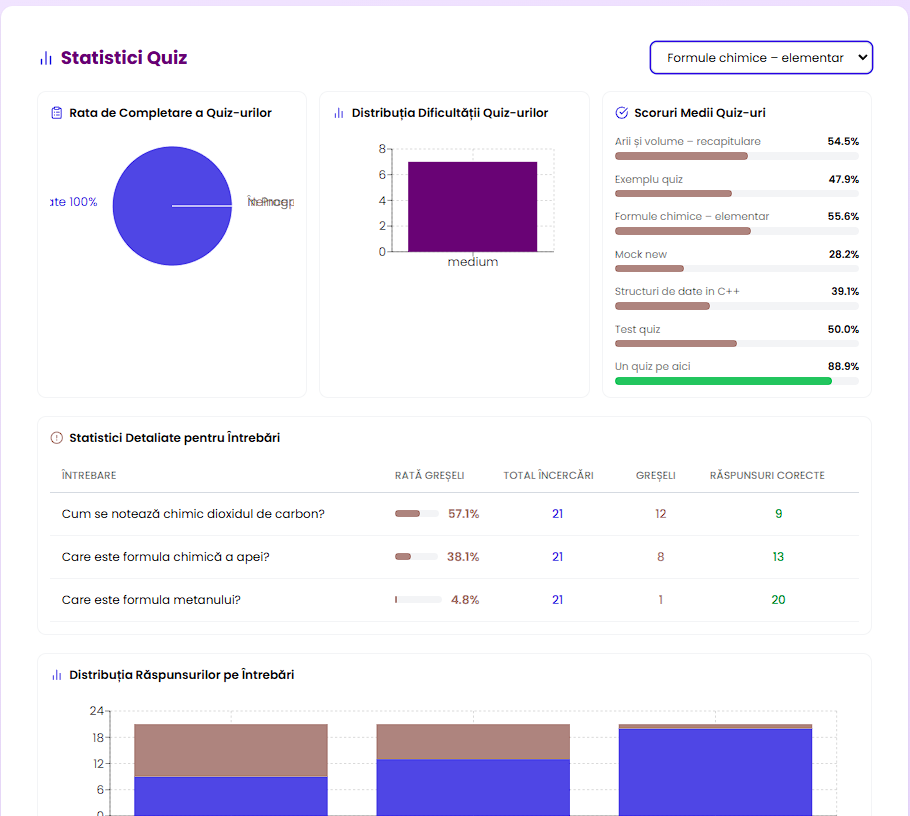 Statistici Quiz
Formule chimice – elementar
Rata de Completare a Quiz-urilor
ate 100%
Distribuția Dificultății Quiz-urilor
8
6
4
2
0
medium
Scoruri Medii Quiz-uri
Arii și volume – recapitulare 54.5%
Exemplu quiz 47.9%
Formule chimice – elementar 55.6%
Mock new 28.2%
Structuri de date in C++ 39.1%
Test quiz 50.0%
Un quiz pe aici 88.9%
Statistici Detaliate pentru Întrebări
ÎNTREBARE RATĂ GREȘELI TOTAL ÎNCERCĂRI GREȘELI RĂSPUNSURI CORECTE
Cum se notează chimic dioxidul de carbon? 57.1% 21 12 9
Care este formula chimică a apei? 38.1% 21 8 13
Care este formula metanului? 4.8% 21 1 20
Distribuția Răspunsurilor pe Întrebări
24
18
12
6
0